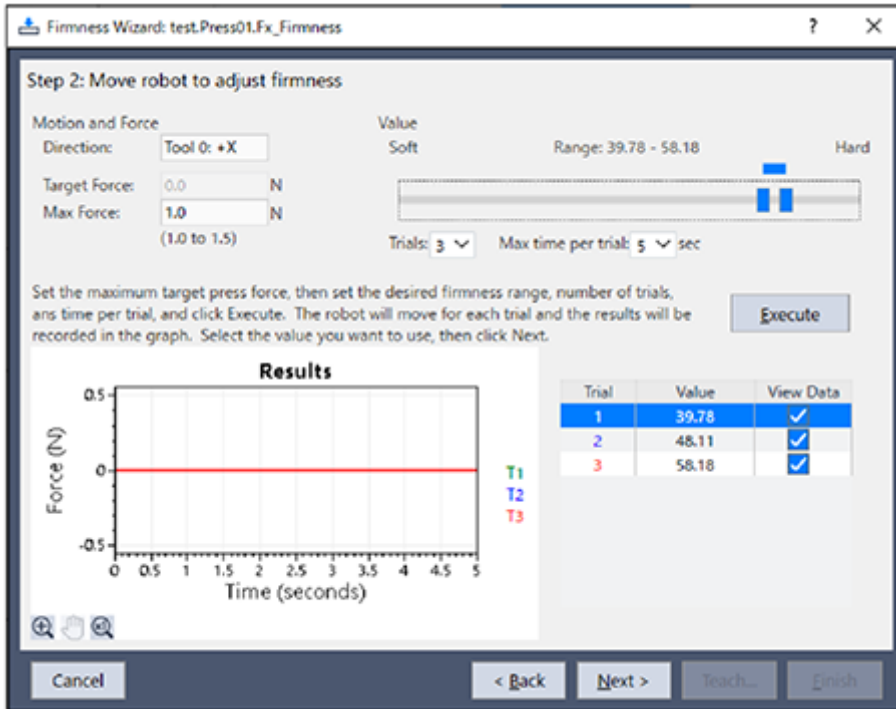 Firmness Wizard: test.Press01.Fx_Firmness
?
Step 2: Move robot to adjust firmness
Motion and Force
Direction: Tool 0: +X
Target Force: 0.0 N
Max Force: 1.0 N
(1.0 to 1.5)
Value
Soft Range: 39.78 - 58.18 Hard
Trials: 3 Max time per trial: 5 sec
Set the maximum target press force, then set the desired firmness range, number of trials,
ans time per trial, and click Execute. The robot will move for each trial and the results will be
recorded in the graph. Select the value you want to use, then click Next.
Execute
Results
Force (N)
0.5
0
-0.5
0 0.5 1 1.5 2 2.5 3 3.5 4 4.5 5
Time (seconds)
T1
T2
T3
Trial Value View Data
1 39.78
2 48.11
3 58.18
Cancel < Back Next > Teach... Finish